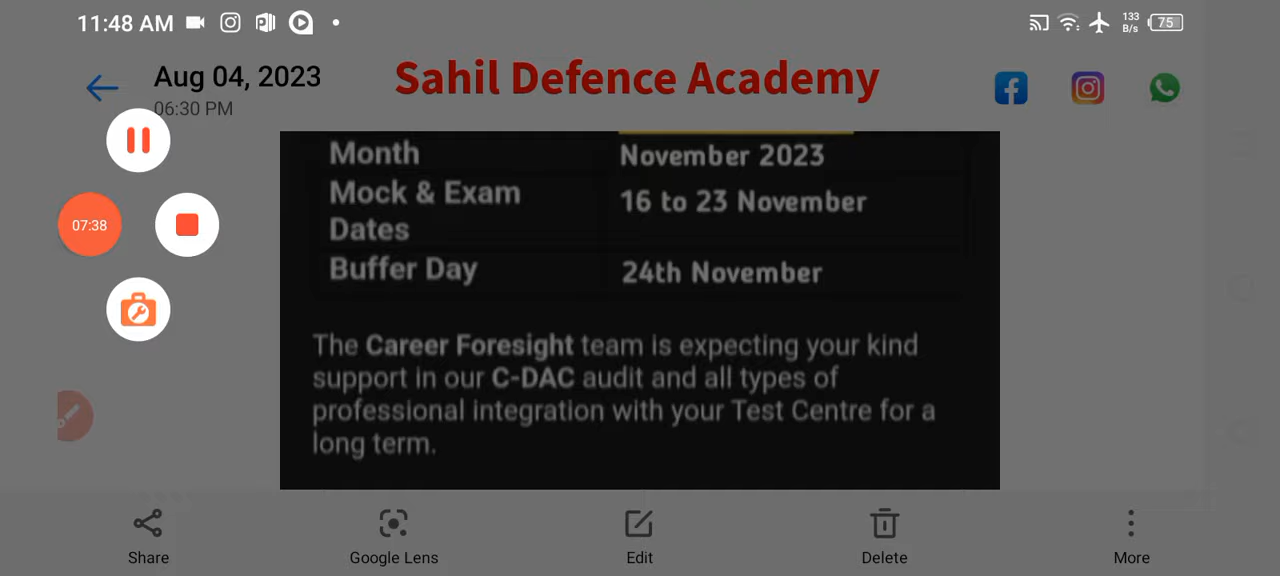 11:48 AM
133 B/s
75
Aug 04, 2023
06:30 PM
Sahil Defence Academy
07:38
Month November 2023
Mock & Exam Dates 16 to 23 November
Buffer Day 24th November
The Career Foresight team is expecting your kind
support in our C-DAC audit and all types of
professional integration with your Test Centre for a
long term.
Share Google Lens Edit Delete More